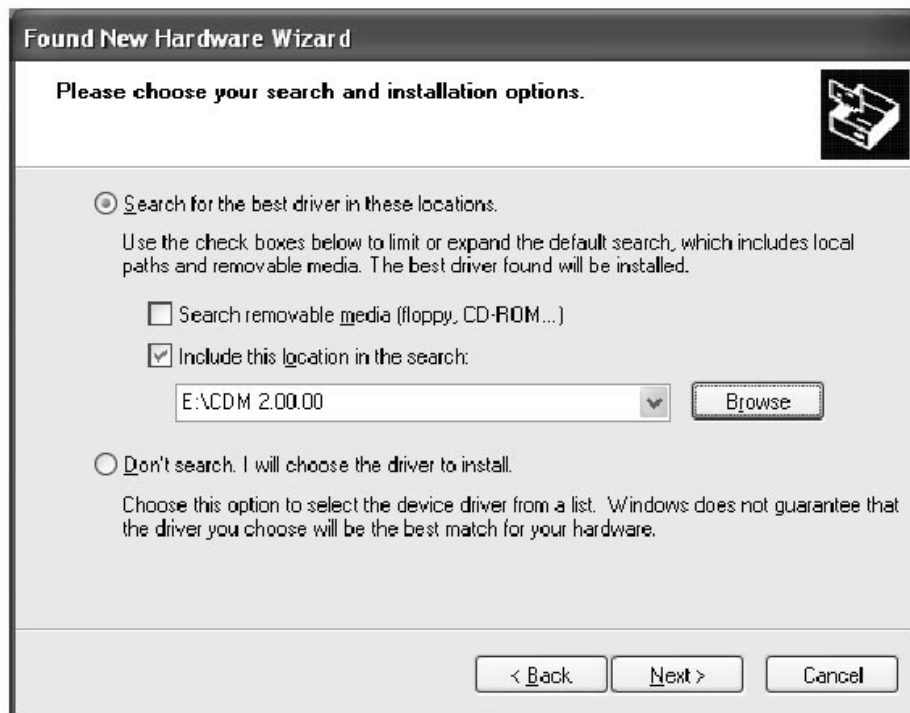 Found New Hardware Wizard
Please choose your search and installation options.
Search for the best driver in these locations.
Use the check boxes below to limit or expand the default search, which includes local
paths and removable media. The best driver found will be installed.
Search removable media (floppy, CD-ROM...)
Include this location in the search:
E:\CDM 2.00.00
Browse
Don't search. I will choose the driver to install.
Choose this option to select the device driver from a list. Windows does not guarantee that
the driver you choose will be the best match for your hardware.
< Back Next > Cancel